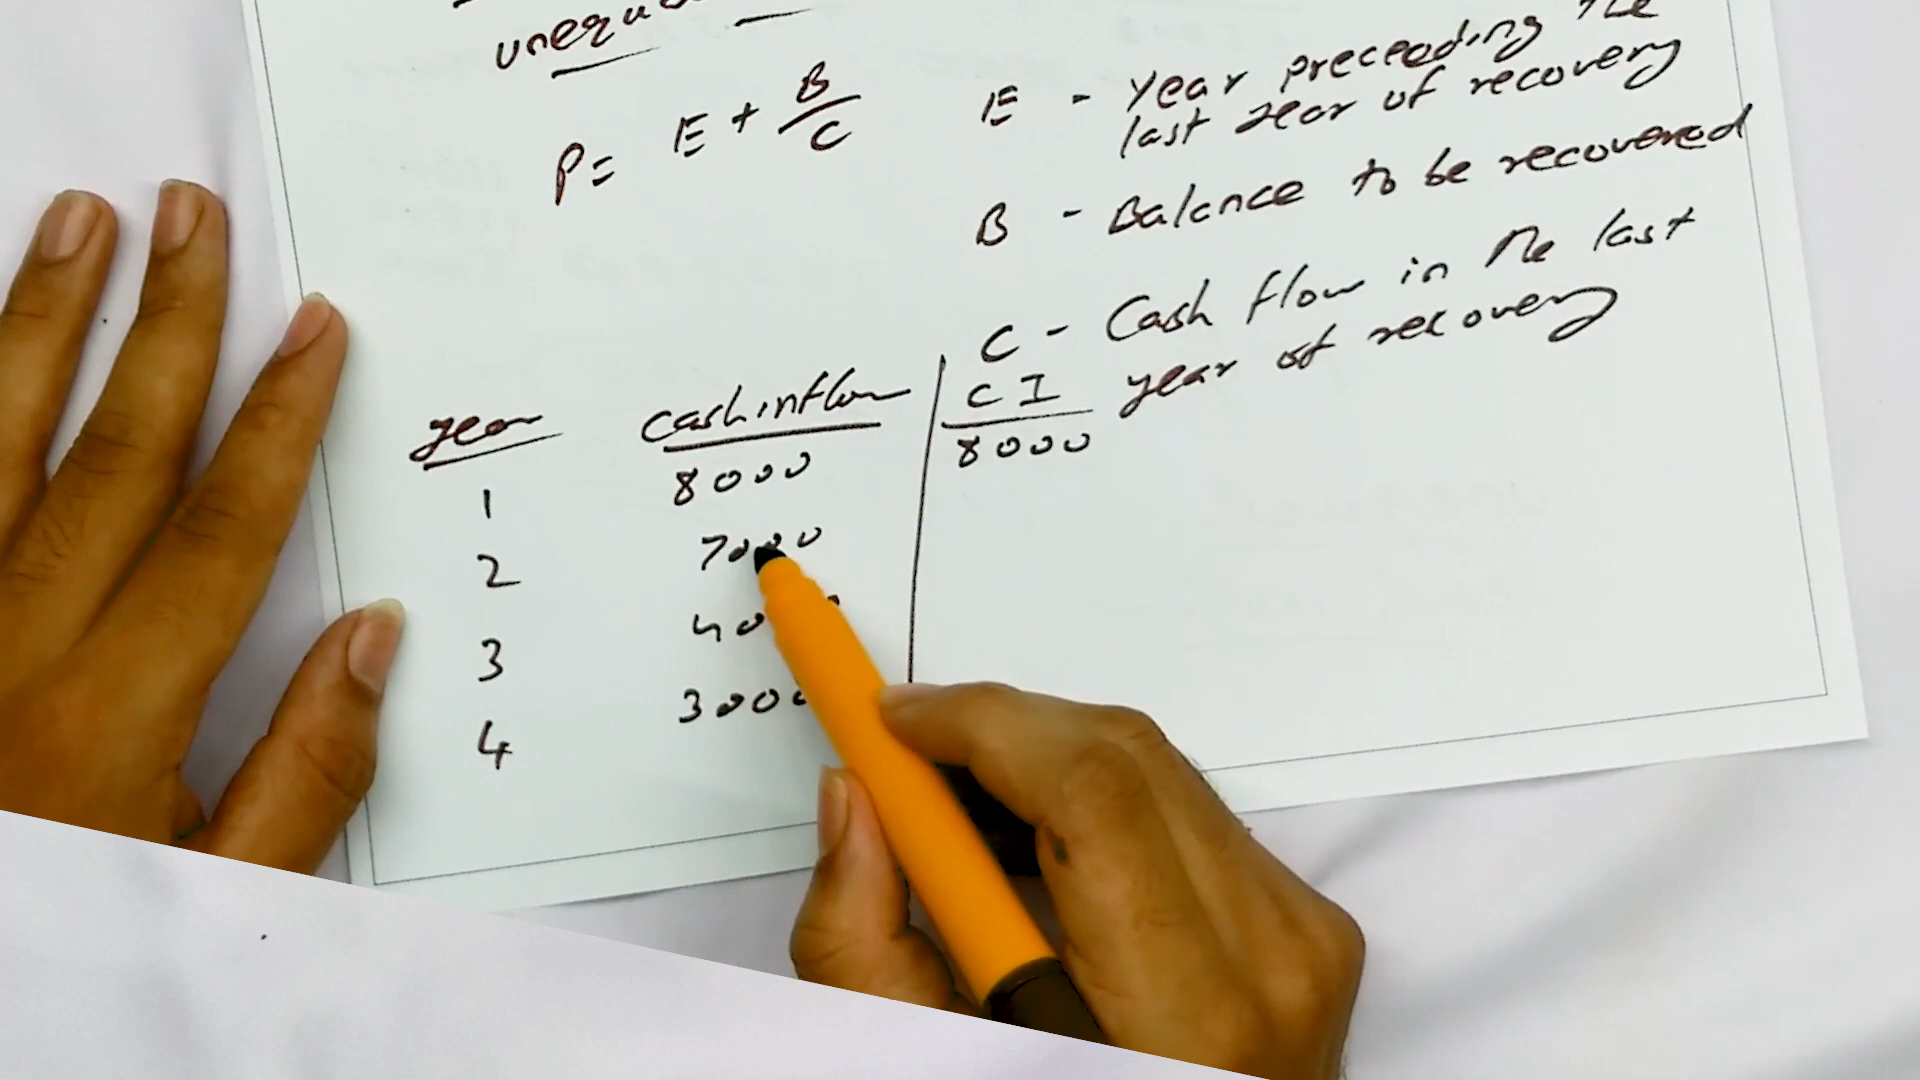 P = E + B/C
E - Year preceeding the
last year of recovery
B - Balance to be recovered
C - Cash flow in the last
year of recovery
year cash inflow CI
1 8000 8000
2 7000
3
4 3000